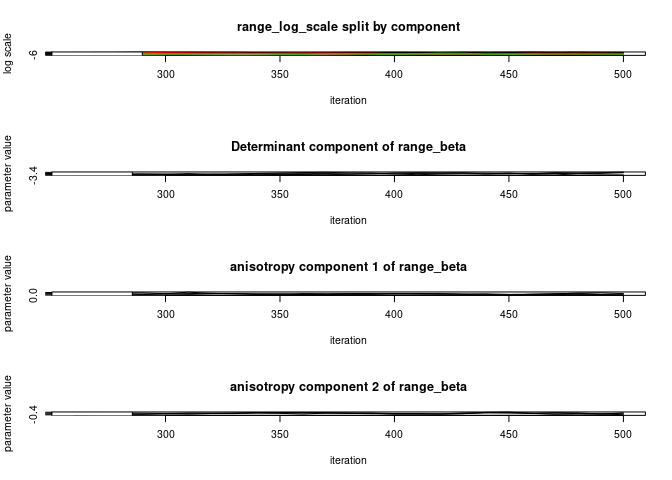 range_log_scale split by component
log scale
-6
300 350 400 450 500
iteration
Determinant component of range_beta
parameter value
-3.4
300 350 400 450 500
iteration
anisotropy component 1 of range_beta
parameter value
0.0
300 350 400 450 500
iteration
anisotropy component 2 of range_beta
parameter value
-0.4
300 350 400 450 500
iteration